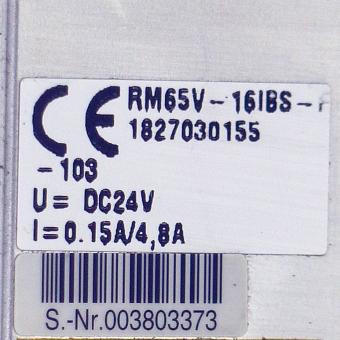 CE RM65V-16IBS-
1827030155
-103
U= DC24V
I=0.15A/4,8A
S.-Nr.003803373